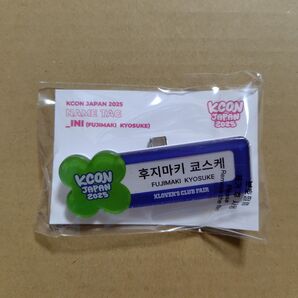 KCON JAPAN 2025
NAME TAG
_INI (FUJIMAKI KYOSUKE)
KCON
JAPAN
2025
KCON
JAPAN
2025
후지마키 쿄스케
FUJIMAKI KYOSUKE
KLOVER'S CLUB FAIR